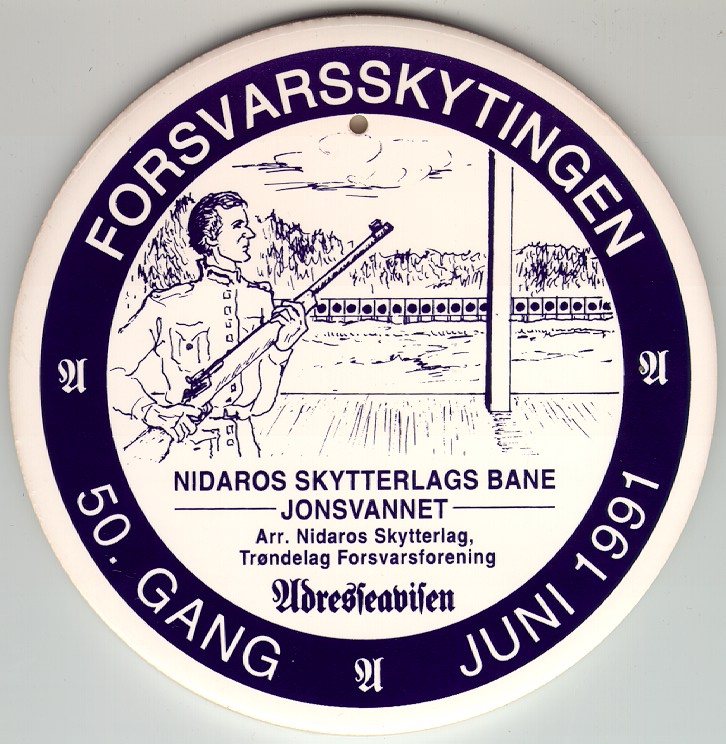 FORSVARSSKYTINGEN
A
A
NIDAROS SKYTTERLAGS BANE
JONSVANNET
Arr. Nidaros Skytterlag,
Trøndelag Forsvarsforening
Adresseavisen
50. GANG
A
JUNI 1991